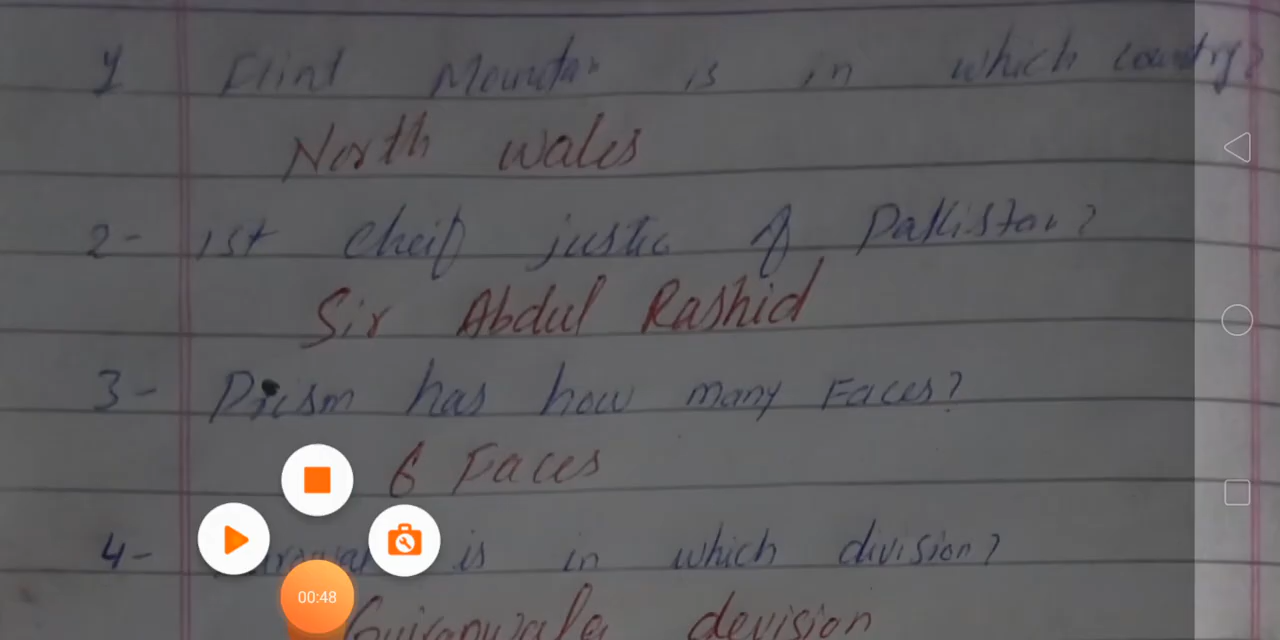 1 Flint Mountain is in which country?
North wales
2- 1st cheif justic of Pakistan?
Sir Abdul Rashid
3- Prism has how many Faces?
6 Faces
4- is in which division?
00:48
Gujranwala devision